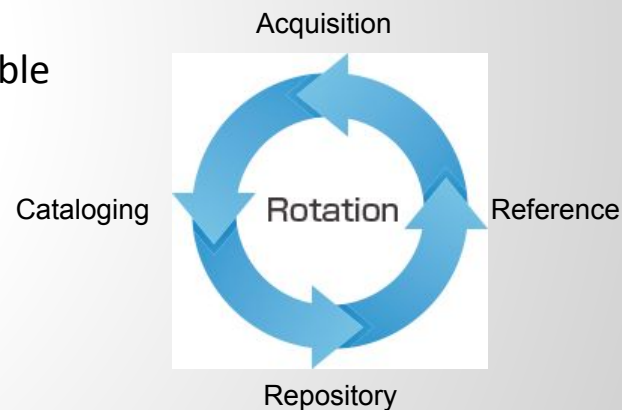 Acquisition
ble
Cataloging Rotation Reference
Repository